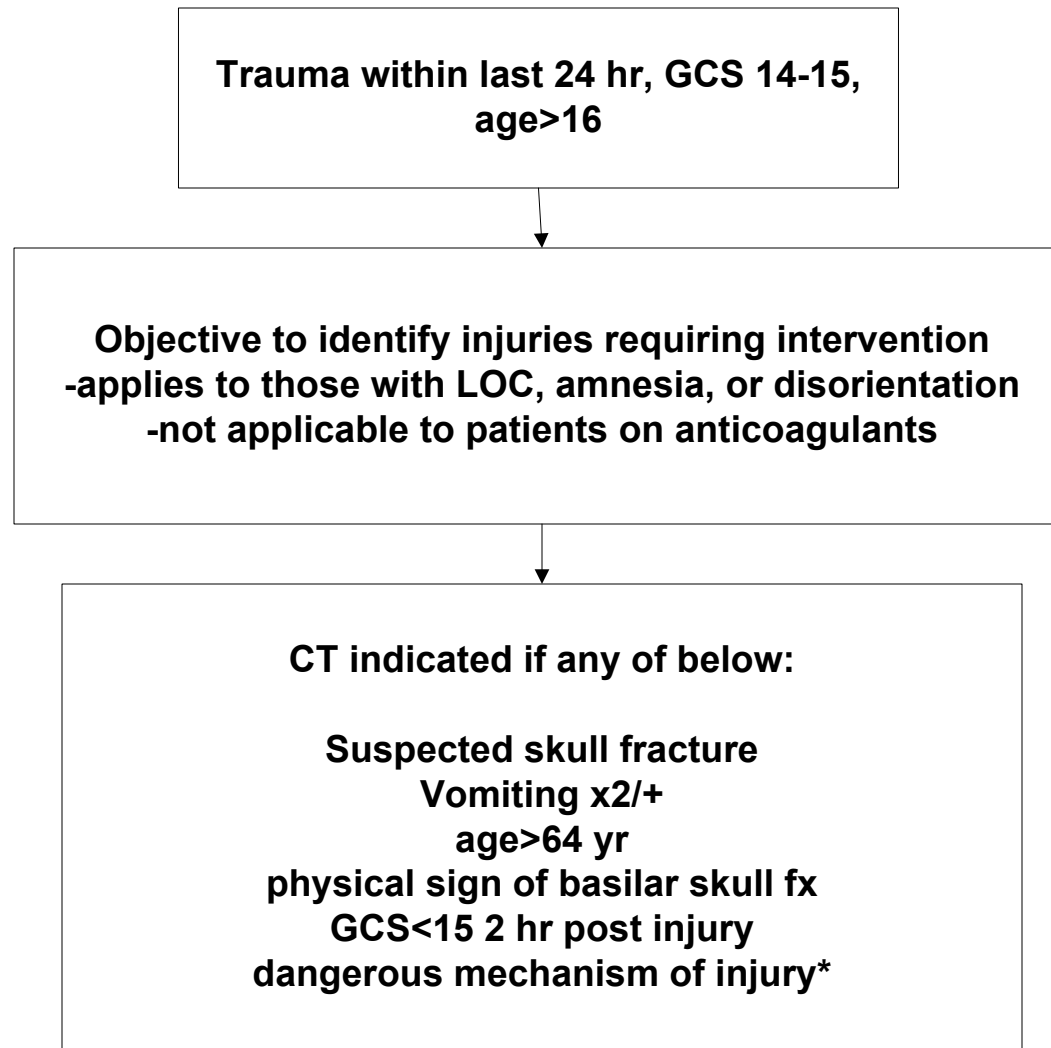 Trauma within last 24 hr, GCS 14-15,
age>16
Objective to identify injuries requiring intervention
-applies to those with LOC, amnesia, or disorientation
-not applicable to patients on anticoagulants
CT indicated if any of below:
Suspected skull fracture
Vomiting x2/+
age>64 yr
physical sign of basilar skull fx
GCS<15 2 hr post injury
dangerous mechanism of injury*